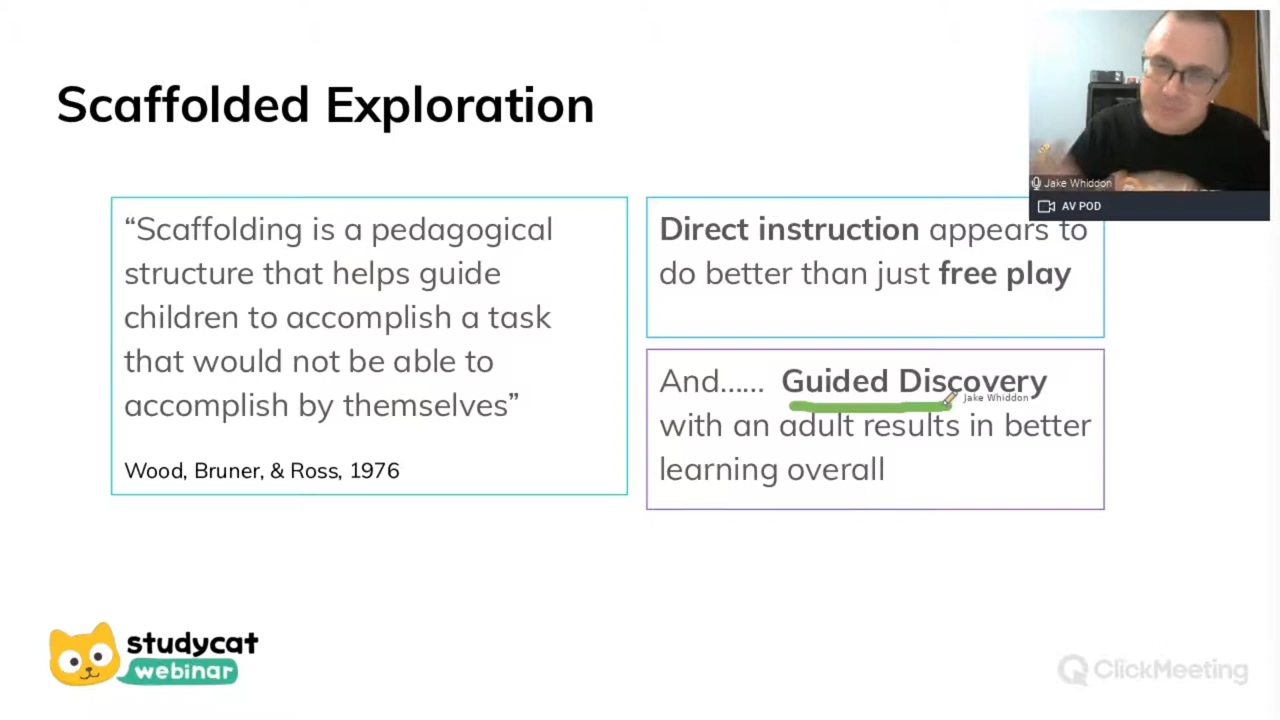 Scaffolded Exploration
“Scaffolding is a pedagogical
structure that helps guide
children to accomplish a task
that would not be able to
accomplish by themselves”
Wood, Bruner, & Ross, 1976
Direct instruction appears to
do better than just free play
And...... Guided Discovery
with an adult results in better
learning overall
Jake Whiddon
Jake Whiddon
AV POD
studycat
webinar
ClickMeeting